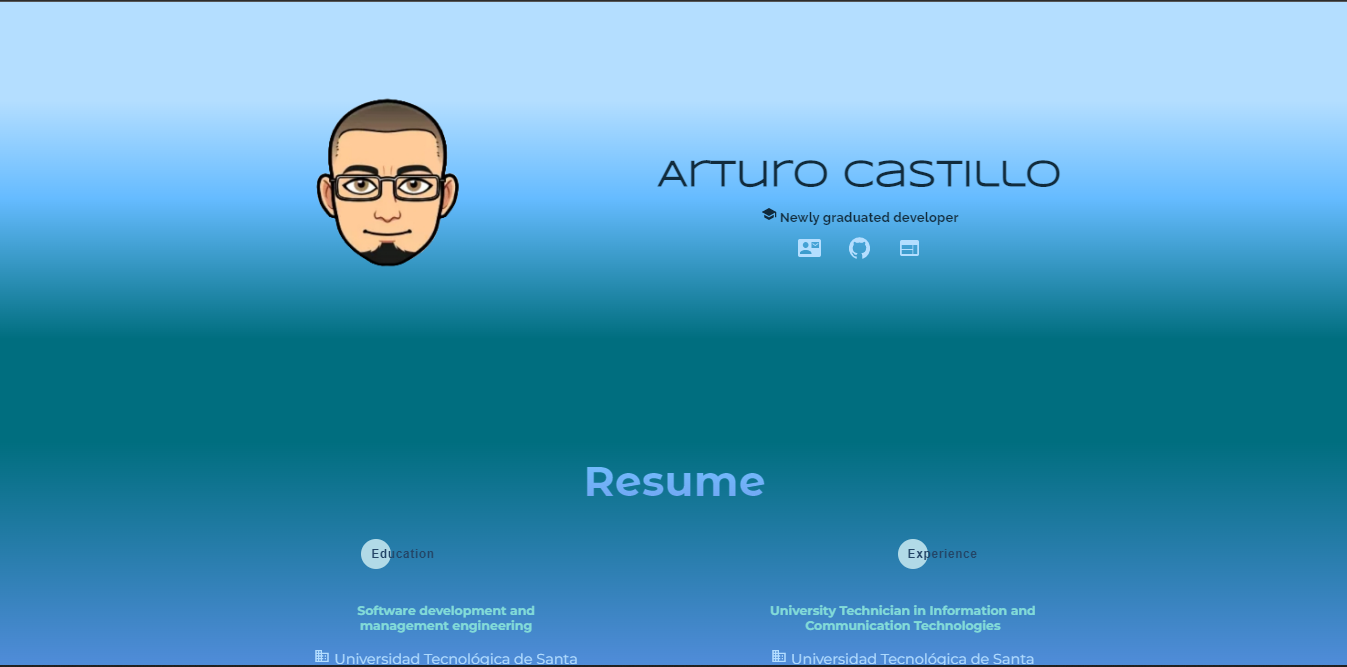 Arturo Castillo
Newly graduated developer
Resume
Education
Experience
Software development and
management engineering
University Technician in Information and
Communication Technologies
Universidad Tecnológica de Santa
Universidad Tecnológica de Santa